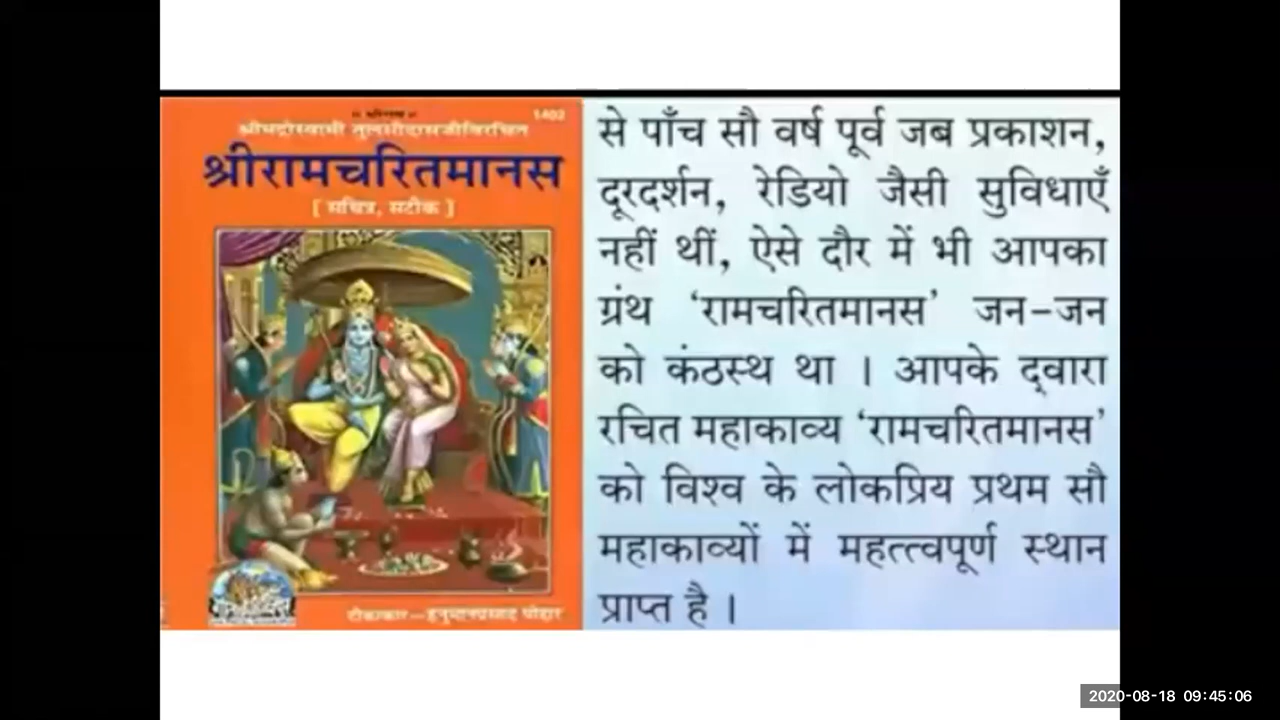 1402
श्रीमद्गोस्वामी तुलसीदासजीविरचित
श्रीरामचरितमानस
[ सचित्र, सटीक ]
टीकाकार—हनुमानप्रसाद पोद्दार
से पाँच सौ वर्ष पूर्व जब प्रकाशन,
दूरदर्शन, रेडियो जैसी सुविधाएँ
नहीं थीं, ऐसे दौर में भी आपका
ग्रंथ ‘रामचरितमानस’ जन-जन
को कंठस्थ था ।  आपके द्‌वारा
रचित महाकाव्य ‘रामचरितमानस’
को विश्व के लोकप्रिय प्रथम सौ
महाकाव्यों में महत्त्वपूर्ण स्थान
प्राप्त है ।
2020-08-18 09:45:06